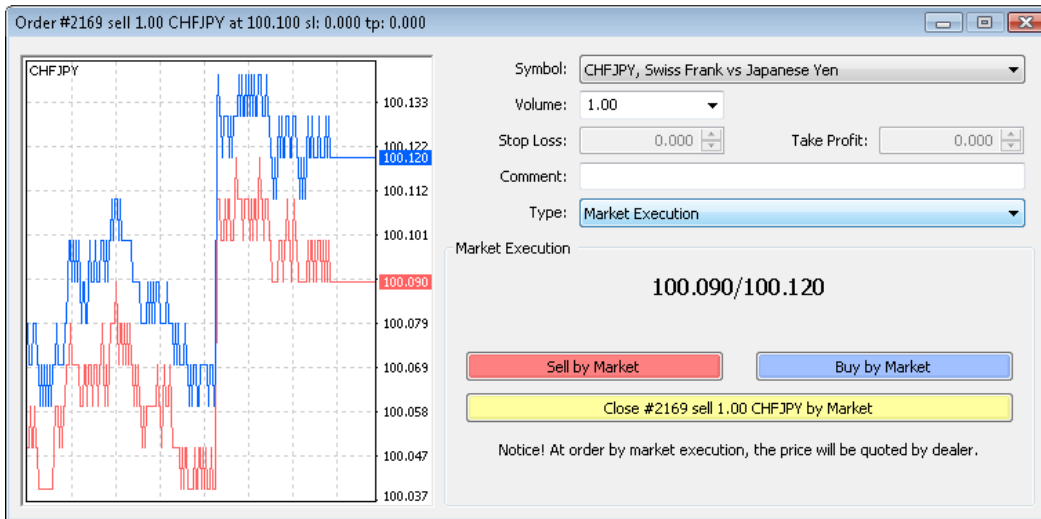 Order #2169 sell 1.00 CHFJPY at 100.100 sl: 0.000 tp: 0.000
CHFJPY
100.133
100.122
100.120
100.112
100.101
100.090
100.079
100.069
100.058
100.047
100.037
Symbol: CHFJPY, Swiss Frank vs Japanese Yen
Volume: 1.00
Stop Loss: 0.000 Take Profit: 0.000
Comment:
Type: Market Execution
Market Execution
100.090/100.120
Sell by Market Buy by Market
Close #2169 sell 1.00 CHFJPY by Market
Notice! At order by market execution, the price will be quoted by dealer.